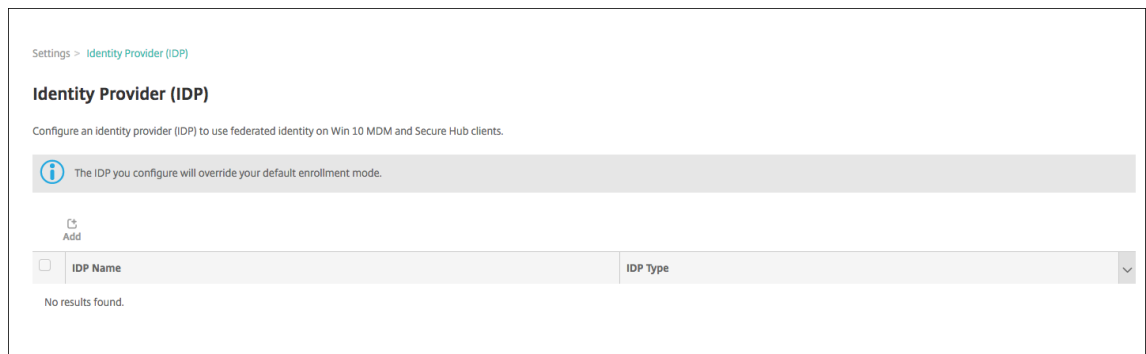 Settings > Identity Provider (IDP)
Identity Provider (IDP)
Configure an identity provider (IDP) to use federated identity on Win 10 MDM and Secure Hub clients.
The IDP you configure will override your default enrollment mode.
Add
IDP Name IDP Type
No results found.